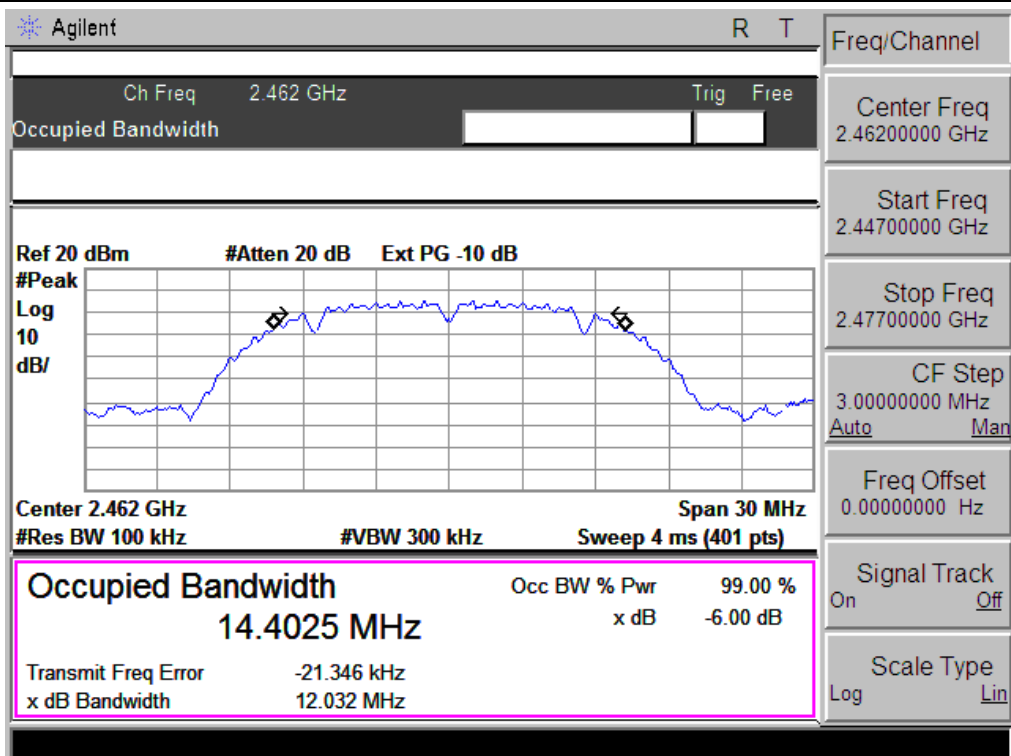 Agilent R T
Ch Freq 2.462 GHz Trig Free
Occupied Bandwidth
Ref 20 dBm #Atten 20 dB Ext PG -10 dB
#Peak
Log
10
dB/
Center 2.462 GHz Span 30 MHz
#Res BW 100 kHz #VBW 300 kHz Sweep 4 ms (401 pts)
Occupied Bandwidth Occ BW % Pwr 99.00 %
14.4025 MHz x dB -6.00 dB
Transmit Freq Error -21.346 kHz
x dB Bandwidth 12.032 MHz
Freq/Channel
Center Freq
2.46200000 GHz
Start Freq
2.44700000 GHz
Stop Freq
2.47700000 GHz
CF Step
3.00000000 MHz
Auto Man
Freq Offset
0.00000000 Hz
Signal Track
On Off
Scale Type
Log Lin